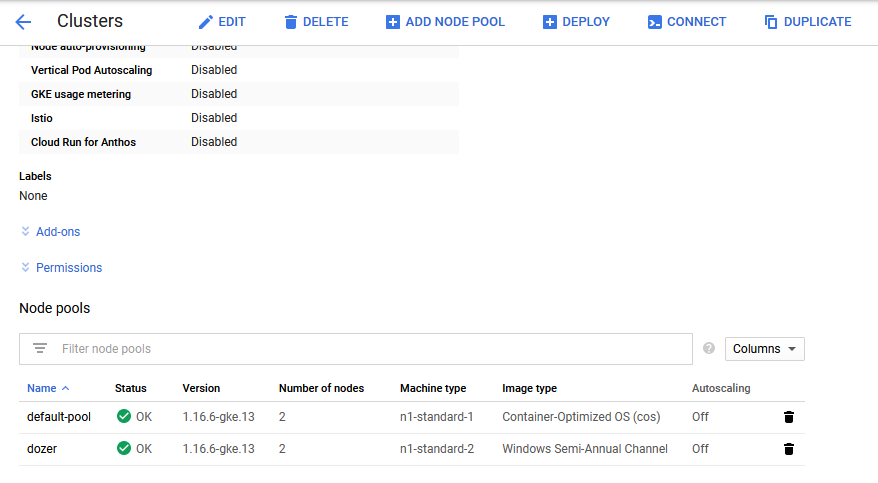 Clusters EDIT DELETE ADD NODE POOL DEPLOY CONNECT DUPLICATE
Node auto-provisioning Disabled
Vertical Pod Autoscaling Disabled
GKE usage metering Disabled
Istio Disabled
Cloud Run for Anthos Disabled
Labels
None
Add-ons
Permissions
Node pools
Filter node pools ? Columns
Name Status Version Number of nodes Machine type Image type Autoscaling
default-pool OK 1.16.6-gke.13 2 n1-standard-1 Container-Optimized OS (cos) Off
dozer OK 1.16.6-gke.13 2 n1-standard-2 Windows Semi-Annual Channel Off